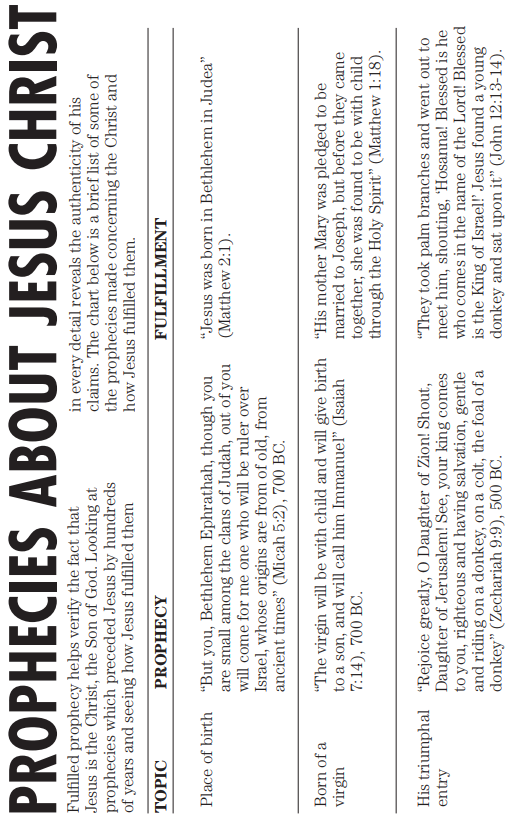 PROPHECIES ABOUT JESUS CHRIST
Fulfilled prophecy helps verify the fact that
Jesus is the Christ, the Son of God. Looking at
prophecies which preceded Jesus by hundreds
of years and seeing how Jesus fulfilled them
in every detail reveals the authenticity of his
claims. The chart below is a brief list of some of
the prophecies made concerning the Christ and
how Jesus fulfilled them.
TOPIC PROPHECY FULFILLMENT
Place of birth
“But you, Bethlehem Ephrathah, though you
are small among the clans of Judah, out of you
will come for me one who will be ruler over
Israel, whose origins are from of old, from
ancient times” (Micah 5:2), 700 BC.
“Jesus was born in Bethlehem in Judea”
(Matthew 2:1).
Born of a
virgin
“The virgin will be with child and will give birth
to a son, and will call him Immanuel” (Isaiah
7:14), 700 BC.
“His mother Mary was pledged to be
married to Joseph, but before they came
together, she was found to be with child
through the Holy Spirit” (Matthew 1:18).
His triumphal
entry
“Rejoice greatly, O Daughter of Zion! Shout,
Daughter of Jerusalem! See, your king comes
to you, righteous and having salvation, gentle
and riding on a donkey, on a colt, the foal of a
donkey” (Zechariah 9:9), 500 BC.
“They took palm branches and went out to
meet him, shouting, ‘Hosanna! Blessed is he
who comes in the name of the Lord! Blessed
is the King of Israel!’ Jesus found a young
donkey and sat upon it” (John 12:13-14).